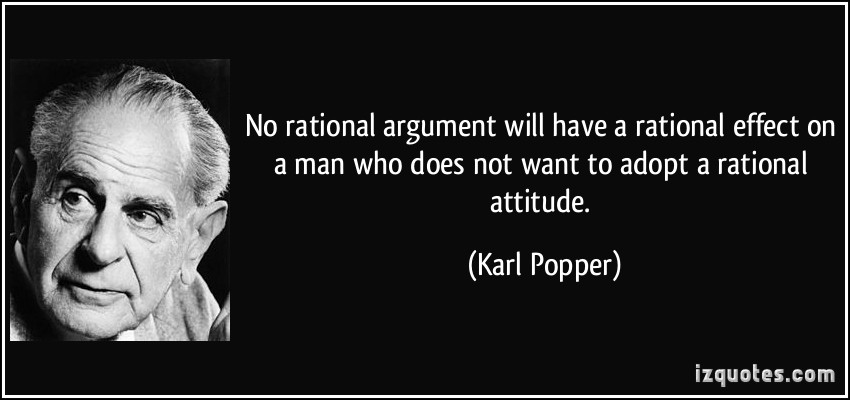 No rational argument will have a rational effect on
a man who does not want to adopt a rational
attitude.
(Karl Popper)
izquotes.com